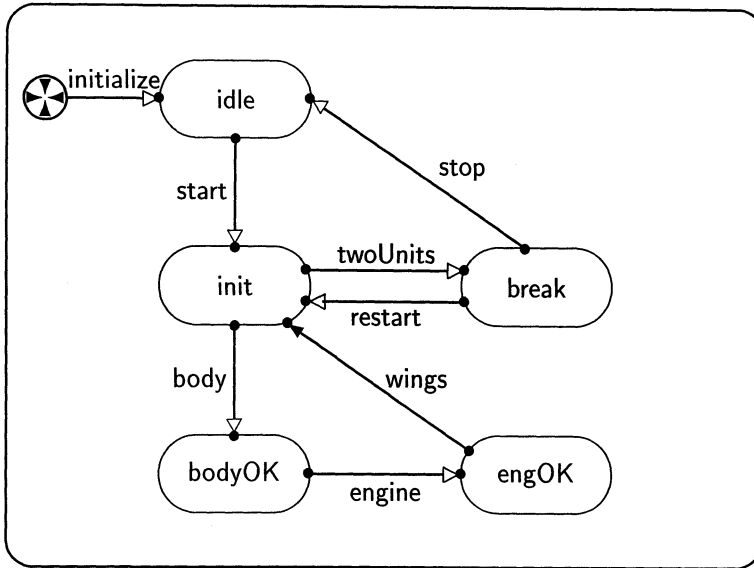 initialize
idle
stop
start
twoUnits
init
break
restart
body
wings
bodyOK
engOK
engine